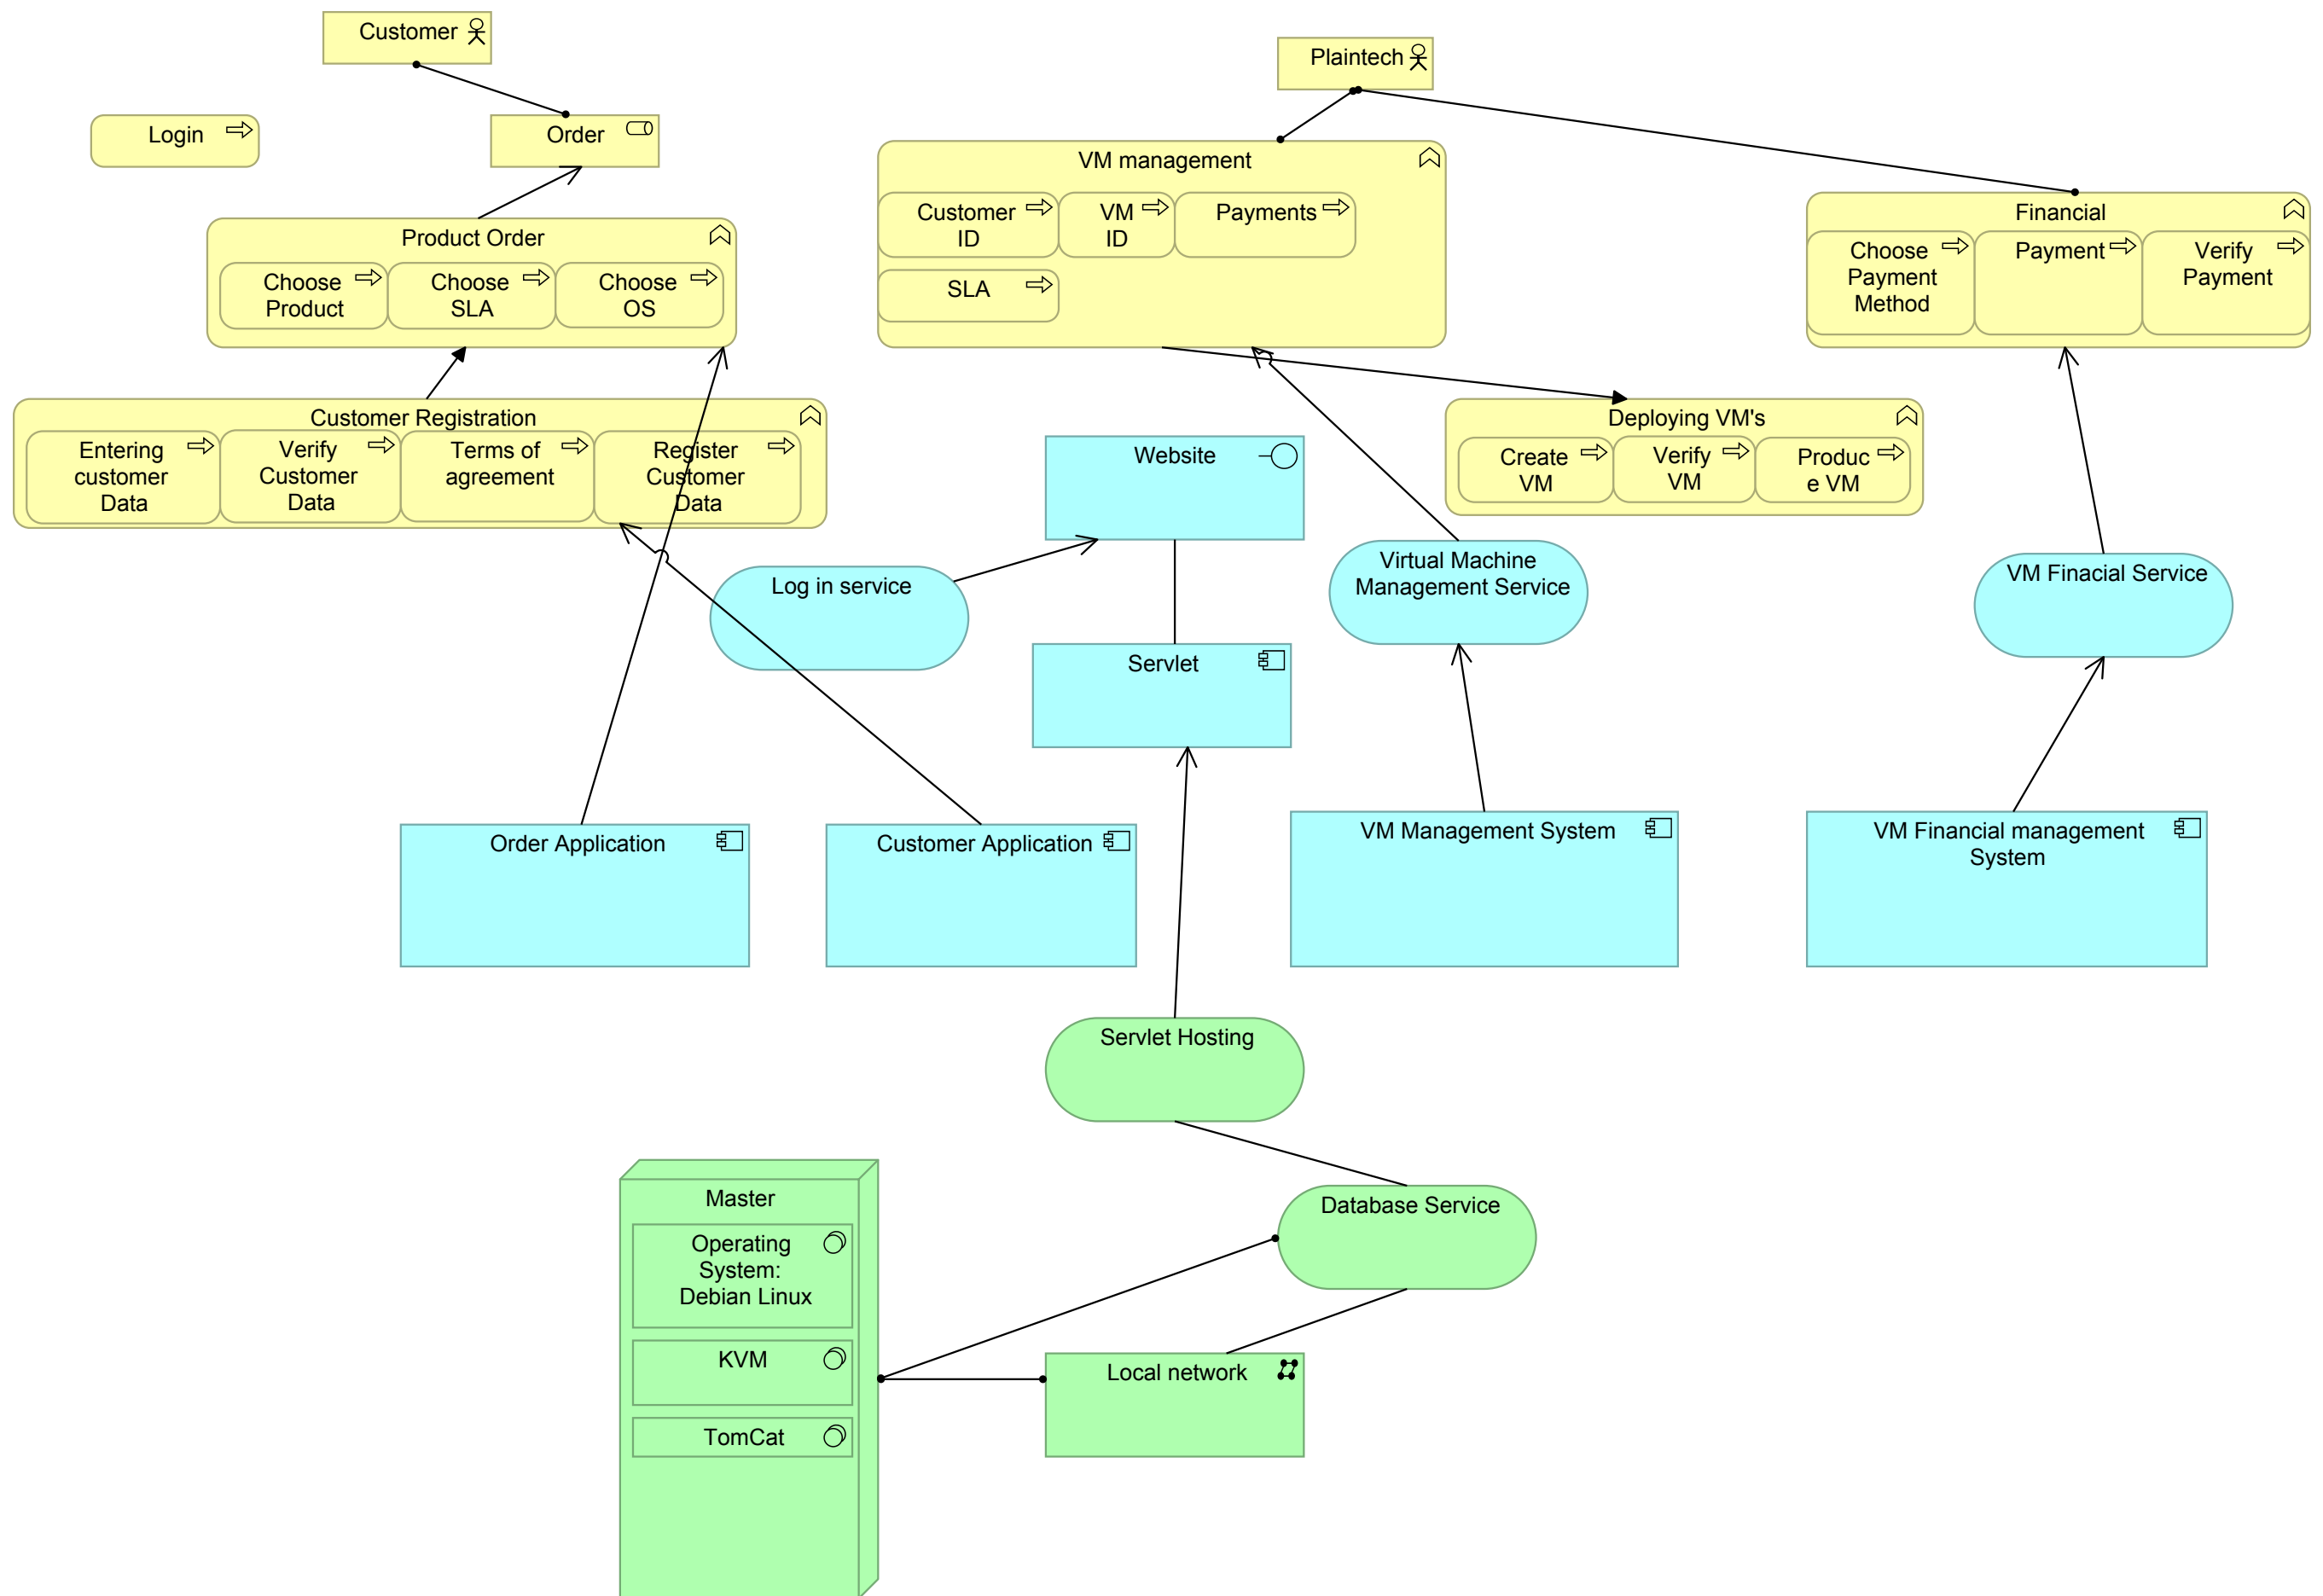 Customer
Plaintech
Login
Order
VM management
Customer
ID
VM
ID
Payments
SLA
Financial
Choose
Payment
Method
Payment
Verify
Payment
Product Order
Choose
Product
Choose
SLA
Choose
OS
Customer Registration
Entering
customer
Data
Verify
Customer
Data
Terms of
agreement
Register
Customer
Data
Deploying VM's
Create
VM
Verify
VM
Produc
e VM
Website
Log in service
Virtual Machine
Management Service
VM Finacial Service
Servlet
Order Application
Customer Application
VM Management System
VM Financial management
System
Servlet Hosting
Database Service
Master
Operating
System:
Debian Linux
KVM
TomCat
Local network